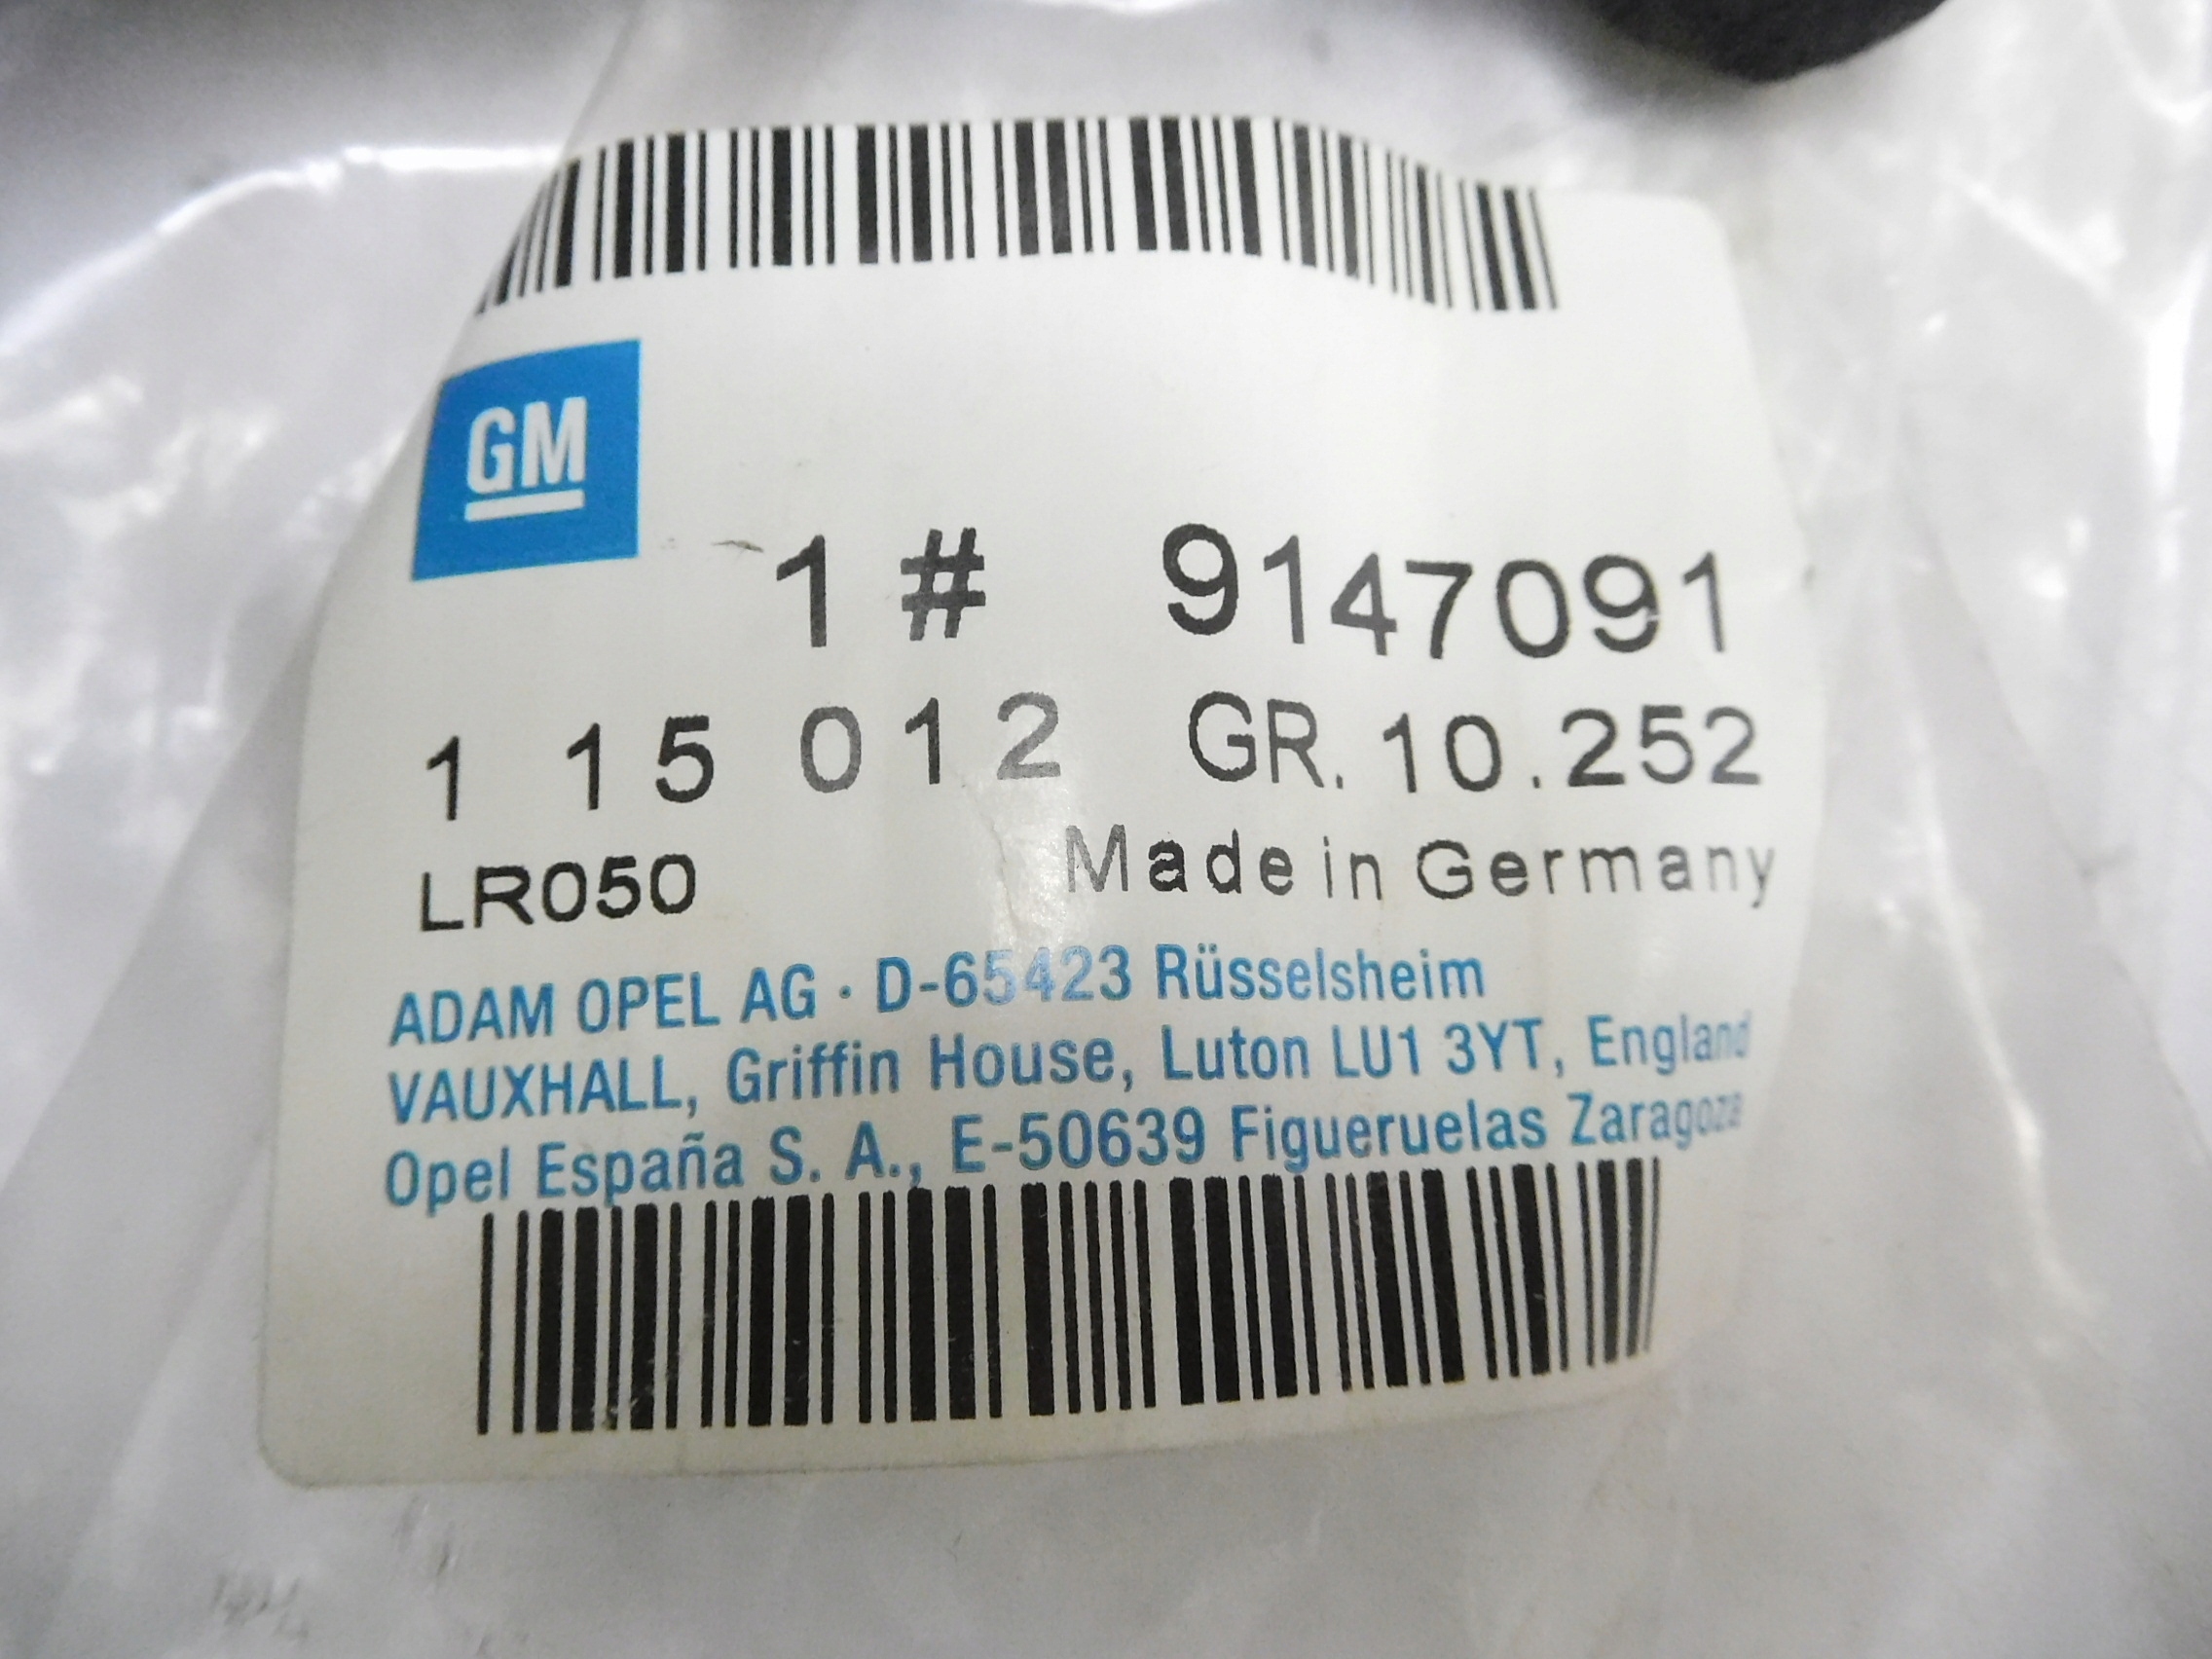 GM
1 # 9147091
1 15 012 GR. 10.252
LR050 Made in Germany
ADAM OPEL AG · D-65423 Rüsselsheim
VAUXHALL, Griffin House, Luton LU1 3YT, England
Opel España S. A., E-50639 Figueruelas Zaragoza